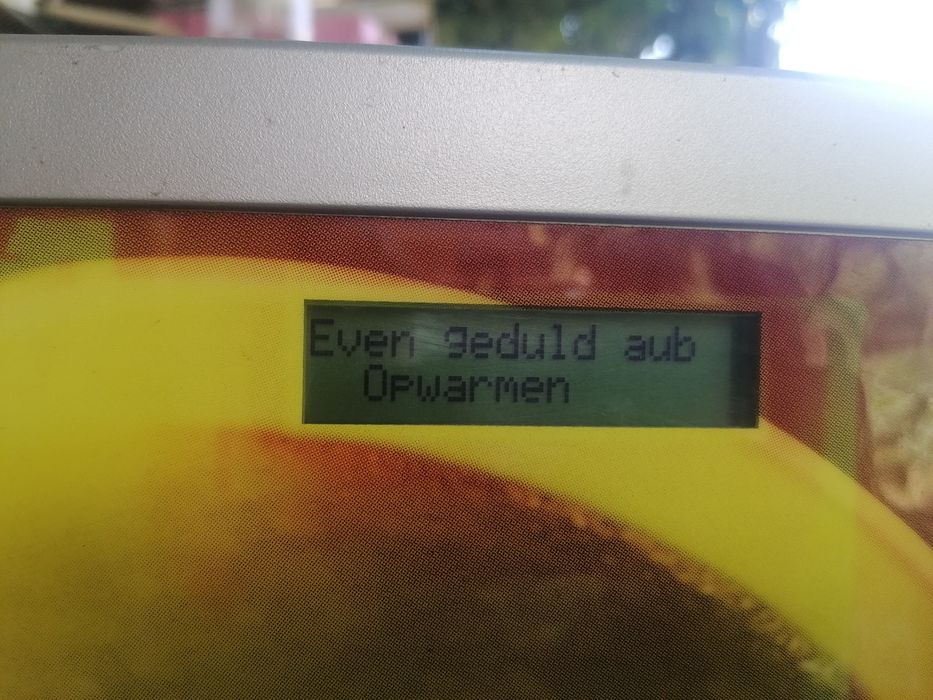 Even geduld aub
Opwarmen